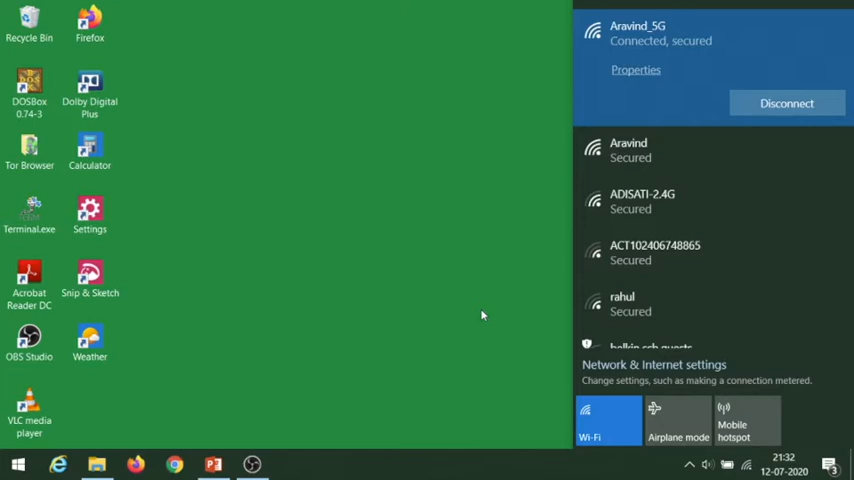 Recycle Bin
Firefox
DOSBox
0.74-3
Dolby Digital
Plus
Tor Browser
Calculator
Terminal.exe
Settings
Acrobat
Reader DC
Snip & Sketch
OBS Studio
Weather
VLC media
player
Aravind_5G
Connected, secured
Properties
Disconnect
Aravind
Secured
ADISATI-2.4G
Secured
ACT102406748865
Secured
rahul
Secured
Network & Internet settings
Change settings, such as making a connection metered.
Wi-Fi
Airplane mode
Mobile
hotspot
21:32
12-07-2020
3